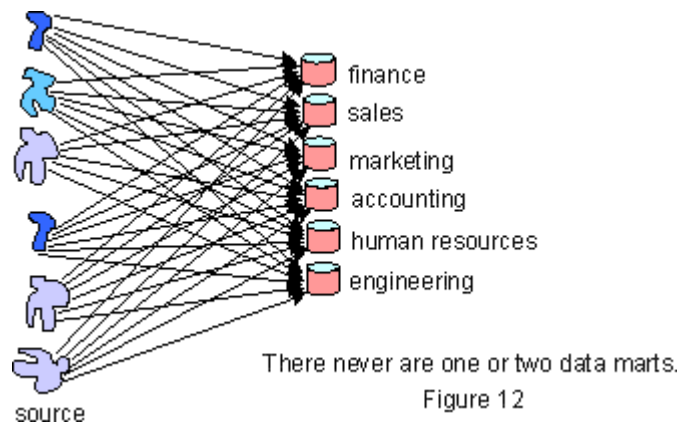 finance
sales
marketing
accounting
human resources
engineering
There never are one or two data marts.
Figure 12
source